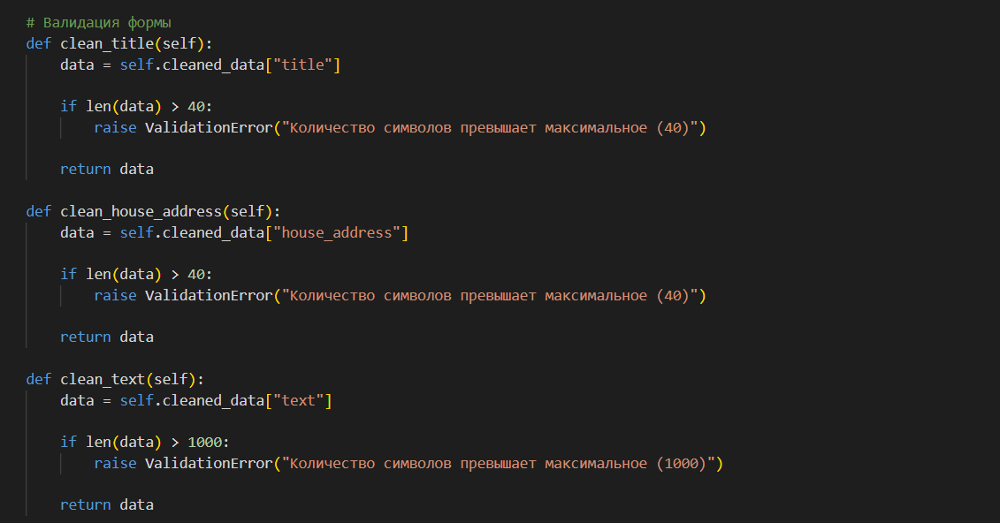 # Валидация формы
def clean_title(self):
data = self.cleaned_data["title"]
if len(data) > 40:
raise ValidationError("Количество символов превышает максимальное (40)")
return data
def clean_house_address(self):
data = self.cleaned_data["house_address"]
if len(data) > 40:
raise ValidationError("Количество символов превышает максимальное (40)")
return data
def clean_text(self):
data = self.cleaned_data["text"]
if len(data) > 1000:
raise ValidationError("Количество символов превышает максимальное (1000)")
return data